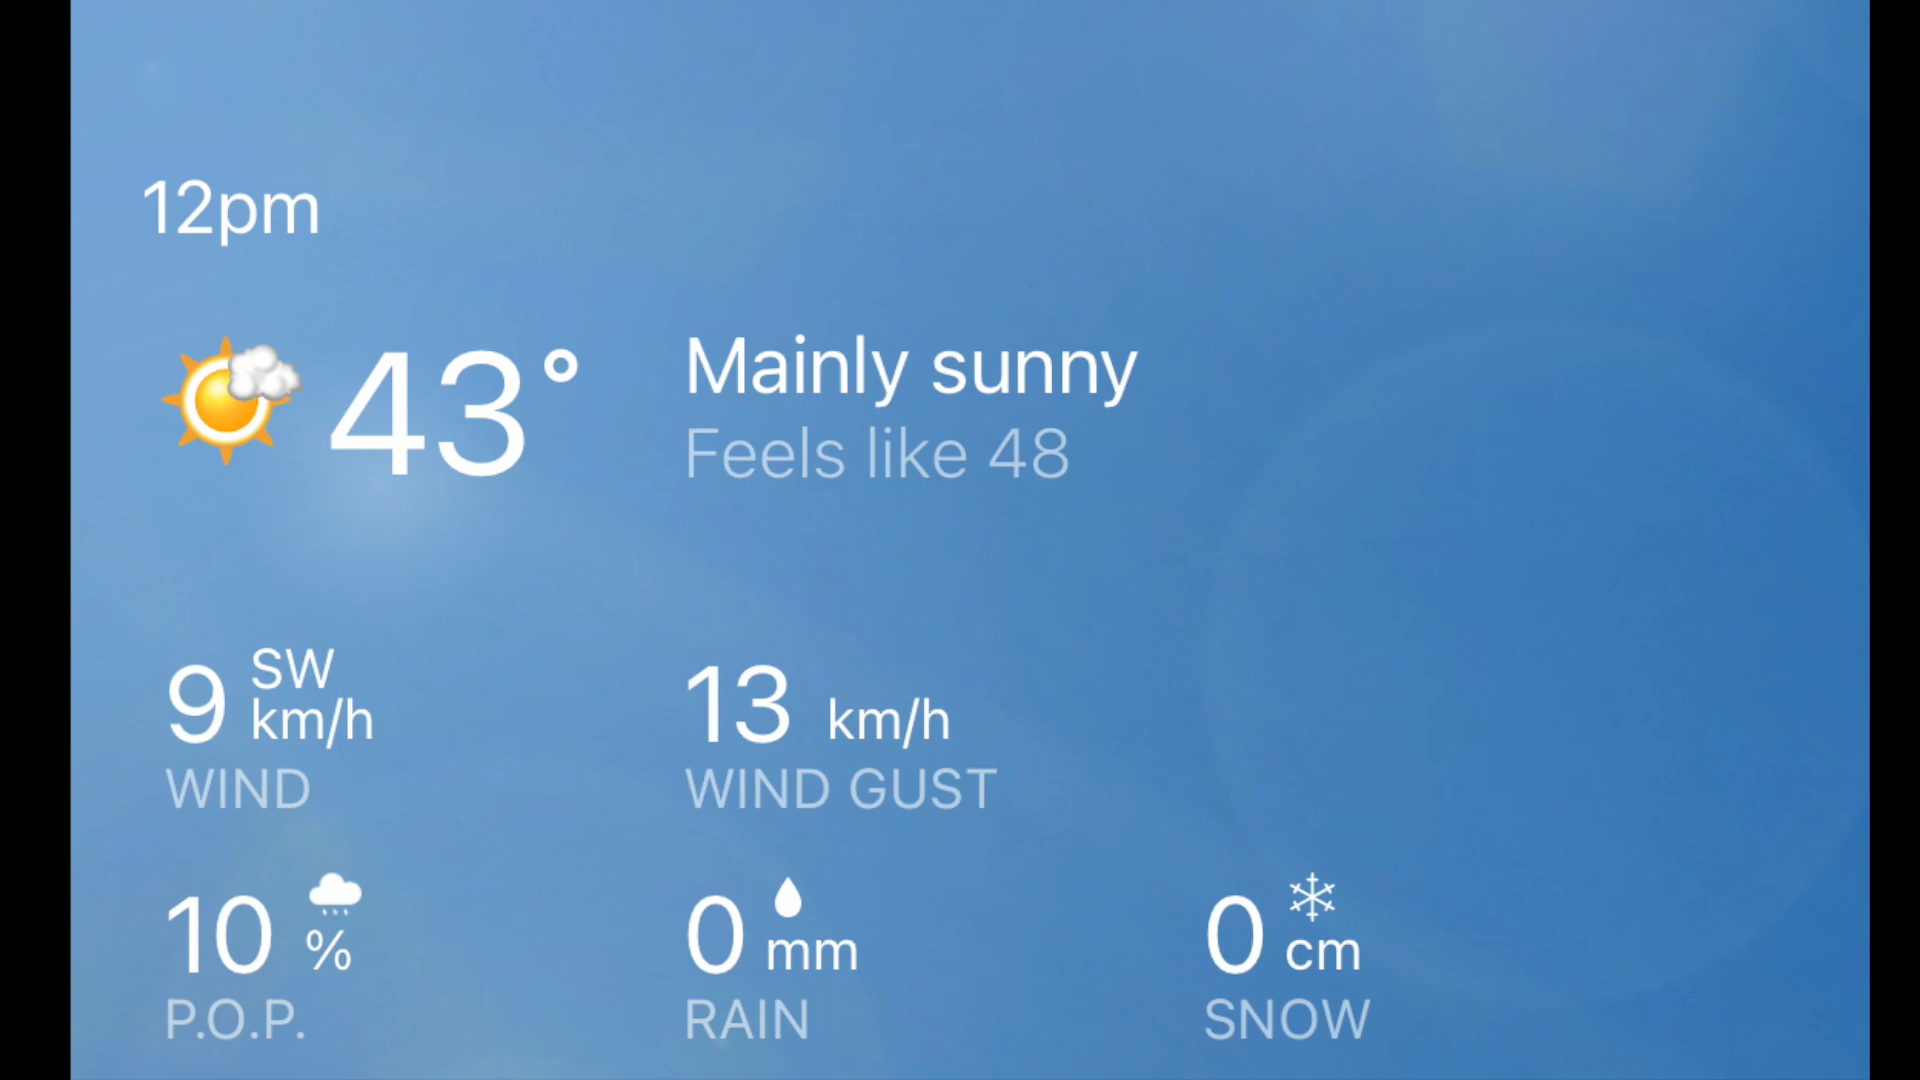 12pm
43° Mainly sunny
Feels like 48
9 SW km/h 13 km/h
WIND WIND GUST
10 % 0 mm 0 cm
P.O.P. RAIN SNOW